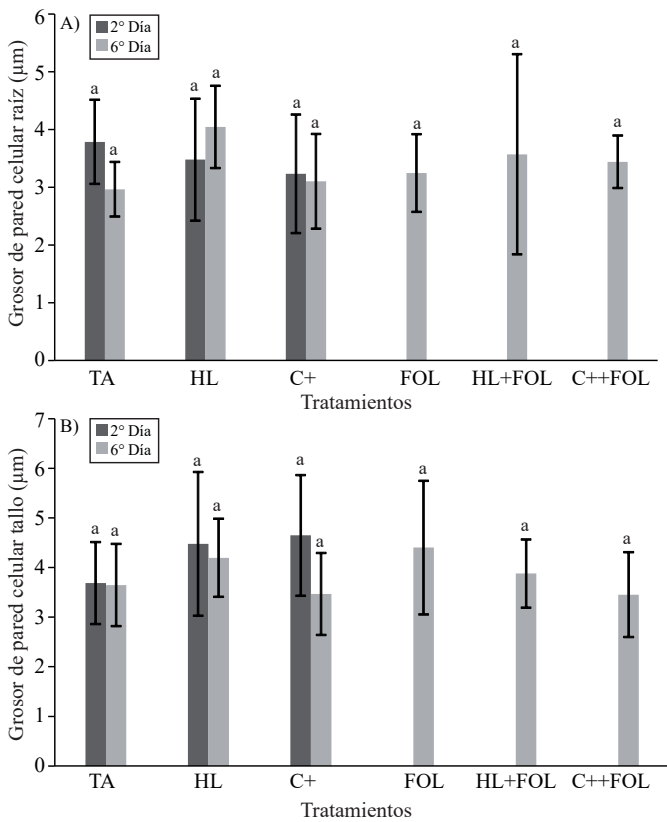 A)
2° Día
6° Día
Grosor de pared celular raíz (μm)
6
5
4
3
2
1
0
a a a a a a a a a
TA HL C+ FOL HL+FOL C++FOL
Tratamientos
B)
2° Día
6° Día
Grosor de pared celular tallo (μm)
7
6
5
4
3
2
1
0
a a a a a a a a a
TA HL C+ FOL HL+FOL C++FOL
Tratamientos